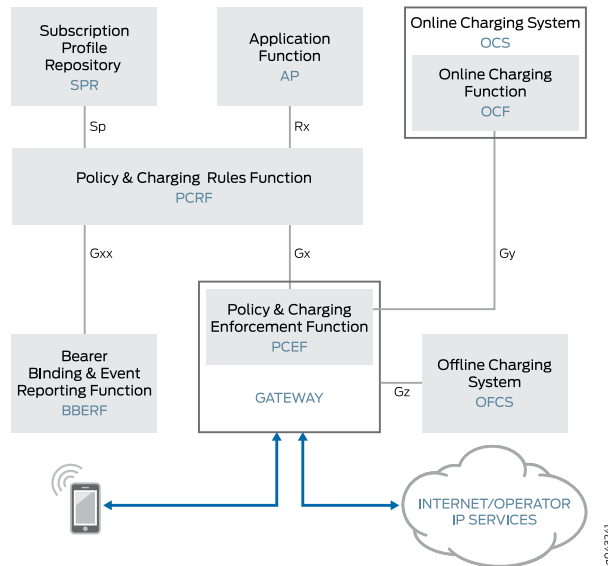 Subscription
Profile
Repository
SPR
Application
Function
AP
Online Charging System
OCS
Online Charging
Function
OCF
Sp
Rx
Policy & Charging Rules Function
PCRF
Gxx
Gx
Gy
Policy & Charging
Enforcement Function
PCEF
GATEWAY
Bearer
BInding & Event
Reporting Function
BBERF
Gz
Offline Charging
System
OFCS
INTERNET/OPERATOR
IP SERVICES
g043241